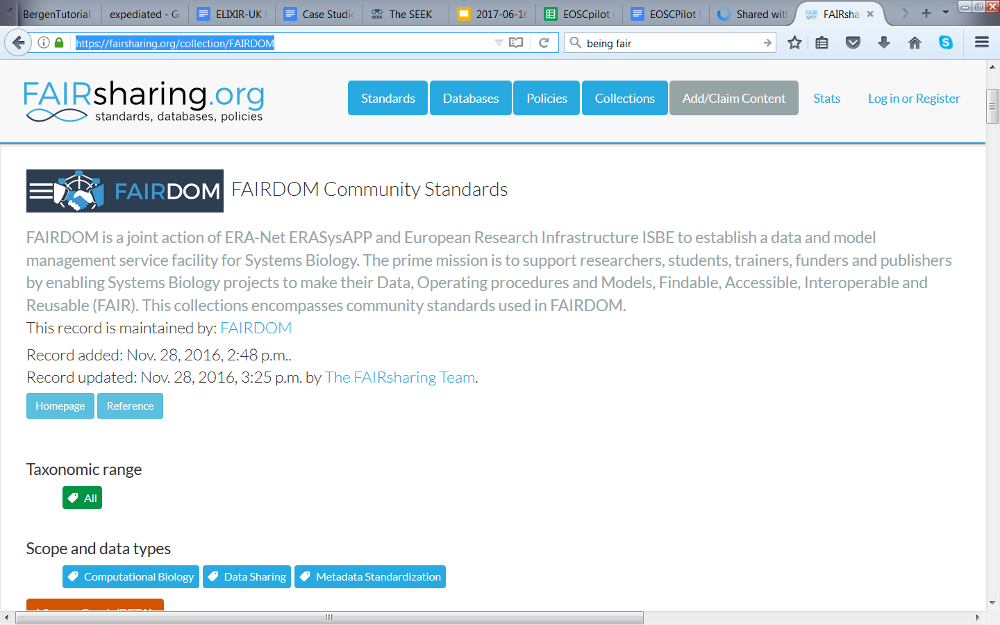 BergenTutorial
expediated - Go
ELIXIR-UK
Case Studie
The SEEK
2017-06-16
EOSCpilot
EOSCPilot
Shared wit
FAIRsha
https://fairsharing.org/collection/FAIRDOM
being fair
FAIRsharing.org
standards, databases, policies
Standards
Databases
Policies
Collections
Add/Claim Content
Stats
Log in or Register
FAIRDOM
FAIRDOM Community Standards
FAIRDOM is a joint action of ERA-Net ERASysAPP and European Research Infrastructure ISBE to establish a data and model
management service facility for Systems Biology. The prime mission is to support researchers, students, trainers, funders and publishers
by enabling Systems Biology projects to make their Data, Operating procedures and Models, Findable, Accessible, Interoperable and
Reusable (FAIR). This collections encompasses community standards used in FAIRDOM.
This record is maintained by: FAIRDOM
Record added: Nov. 28, 2016, 2:48 p.m..
Record updated: Nov. 28, 2016, 3:25 p.m. by The FAIRsharing Team.
Homepage
Reference
Taxonomic range
All
Scope and data types
Computational Biology
Data Sharing
Metadata Standardization